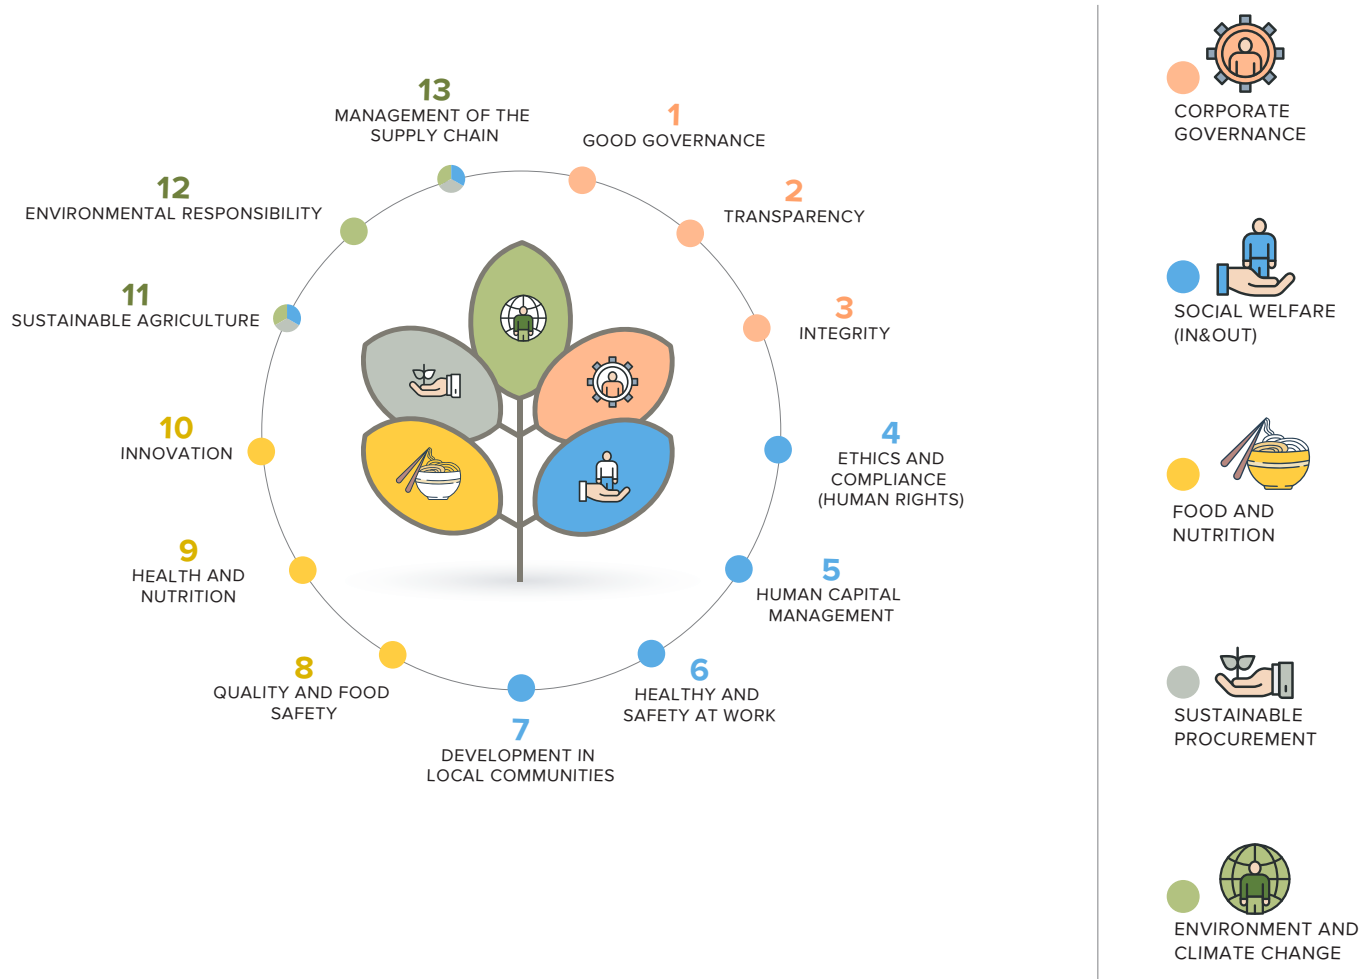 13
MANAGEMENT OF THE
SUPPLY CHAIN
1
GOOD GOVERNANCE
12
ENVIRONMENTAL RESPONSIBILITY
2
TRANSPARENCY
11
SUSTAINABLE AGRICULTURE
3
INTEGRITY
10
INNOVATION
4
ETHICS AND
COMPLIANCE
(HUMAN RIGHTS)
9
HEALTH AND
NUTRITION
5
HUMAN CAPITAL
MANAGEMENT
8
QUALITY AND FOOD
SAFETY
6
HEALTHY AND
SAFETY AT WORK
7
DEVELOPMENT IN
LOCAL COMMUNITIES
CORPORATE
GOVERNANCE
SOCIAL WELFARE
(IN&OUT)
FOOD AND
NUTRITION
SUSTAINABLE
PROCUREMENT
ENVIRONMENT AND
CLIMATE CHANGE